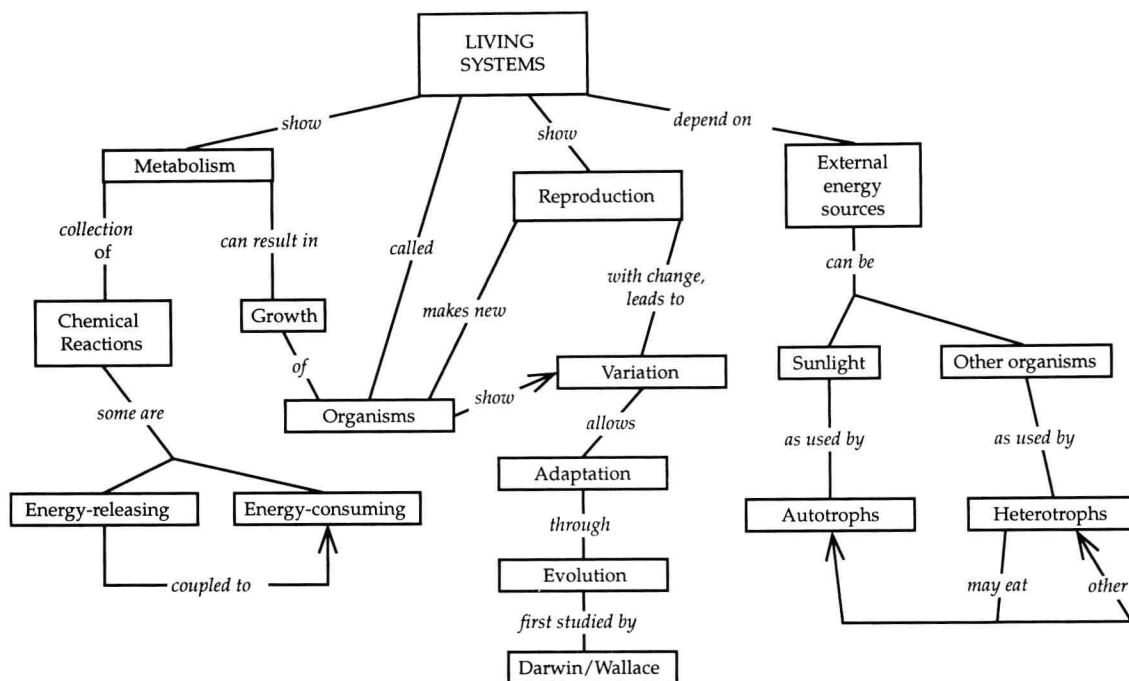 LIVING
SYSTEMS
show
show
depend on
Metabolism
Reproduction
External
energy
sources
collection
of
can result in
called
with change,
leads to
can be
makes new
Chemical
Reactions
Growth
of
Variation
Sunlight
Other organisms
Organisms
show
some are
allows
as used by
as used by
Adaptation
Energy-releasing
Energy-consuming
Autotrophs
Heterotrophs
through
coupled to
Evolution
may eat
other
first studied by
Darwin/Wallace